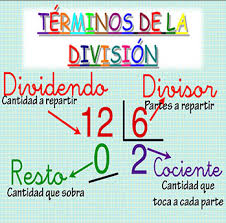 TÉRMINOS DE LA
DIVISIÓN
Dividendo
Cantidad a repartir
Divisor
Partes a repartir
12 6
0 2
Resto
Cantidad que sobra
Cociente
Cantidad que
toca a cada parte